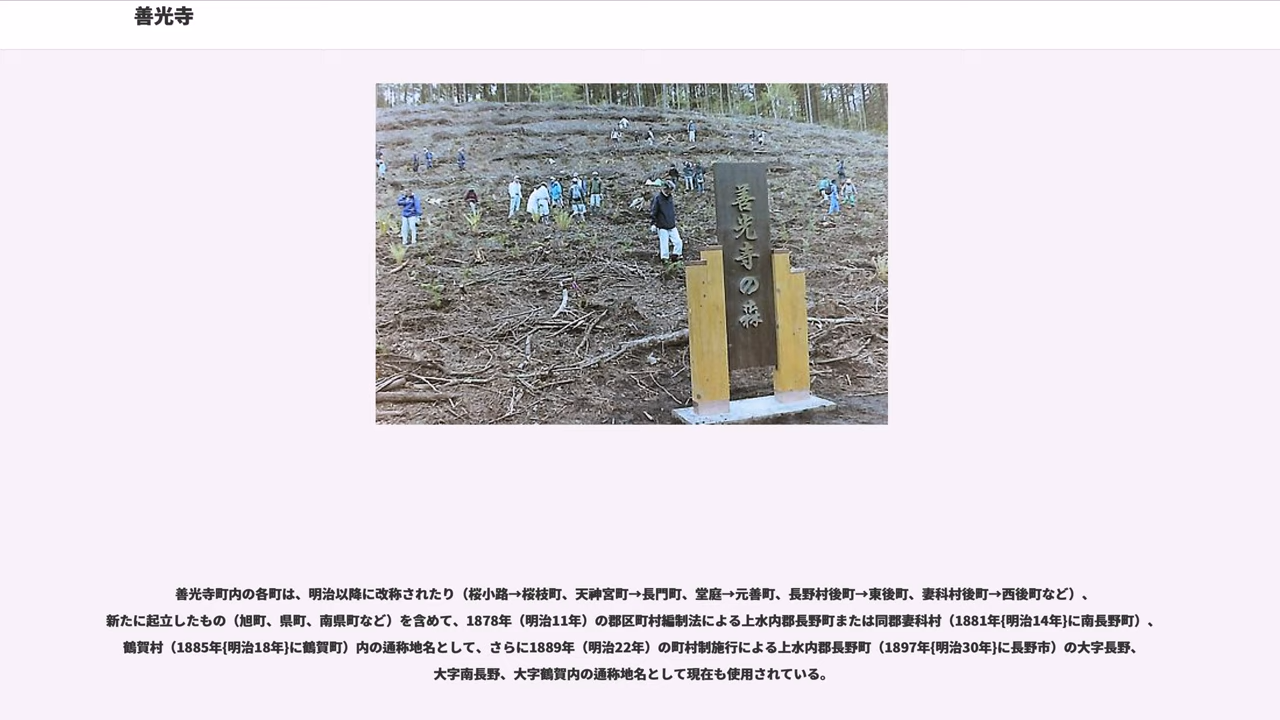 善光寺
善光寺の森
善光寺町内の各町は、明治以降に改称されたり（桜小路→桜枝町、天神宮町→長門町、堂庭→元善町、長野村後町→東後町、妻科村後町→西後町など）、
新たに起立したもの（旭町、県町、南県町など）を含めて、1878年（明治11年）の郡区町村編制法による上水内郡長野町または同郡妻科村（1881年{明治14年}に南長野町）、
鶴賀村（1885年{明治18年}に鶴賀町）内の通称地名として、さらに1889年（明治22年）の町村制施行による上水内郡長野町（1897年{明治30年}に長野市）の大字長野、
大字南長野、大字鶴賀内の通称地名として現在も使用されている。